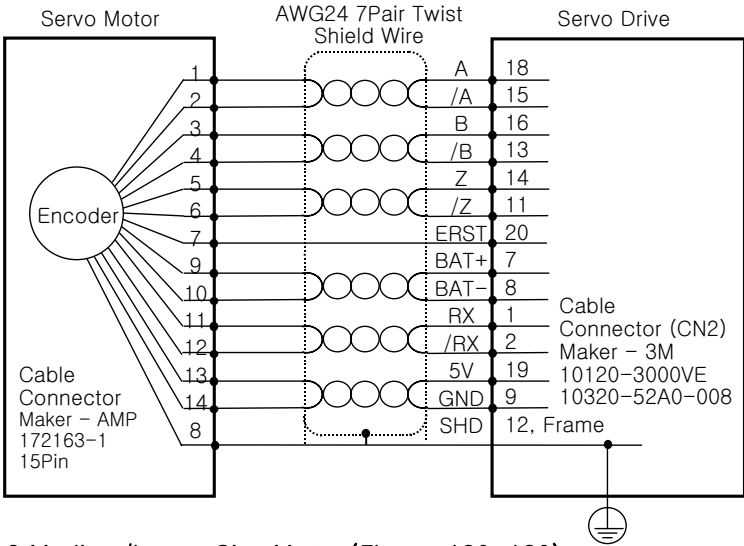 Servo Motor
AWG24 7Pair Twist
Shield Wire
Servo Drive
1 A 18
2 /A 15
3 B 16
4 /B 13
5 Z 14
6 /Z 11
7 ERST 20
9 BAT+ 7
10 BAT- 8
11 RX 1
12 /RX 2
13 5V 19
14 GND 9
8 SHD 12, Frame
Encoder
Cable
Connector
Maker - AMP
172163-1
15Pin
Cable
Connector (CN2)
Maker - 3M
10120-3000VE
10320-52A0-008